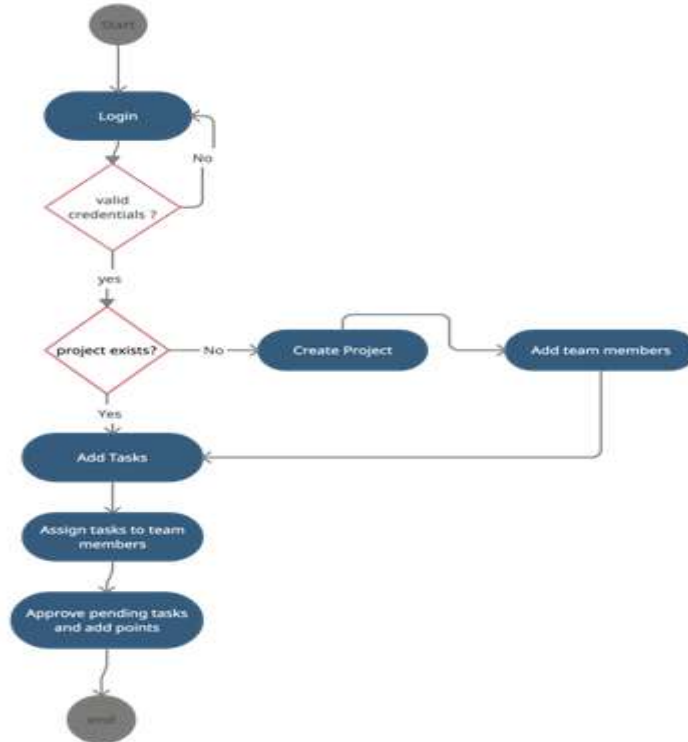 Start
Login
No
valid
credentials ?
yes
project exists?
No
Create Project
Add team members
Yes
Add Tasks
Assign tasks to team
members
Approve pending tasks
and add points
end